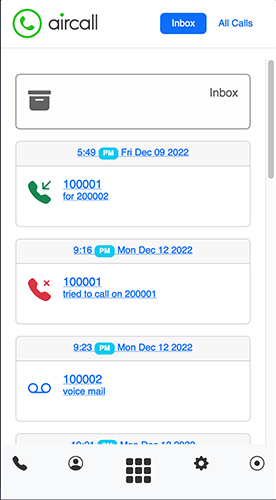 aircall
Inbox
All Calls
Inbox
5:49 PM Fri Dec 09 2022
100001
for 200002
9:16 PM Mon Dec 12 2022
100001
tried to call on 200001
9:23 PM Mon Dec 12 2022
100002
voice mail